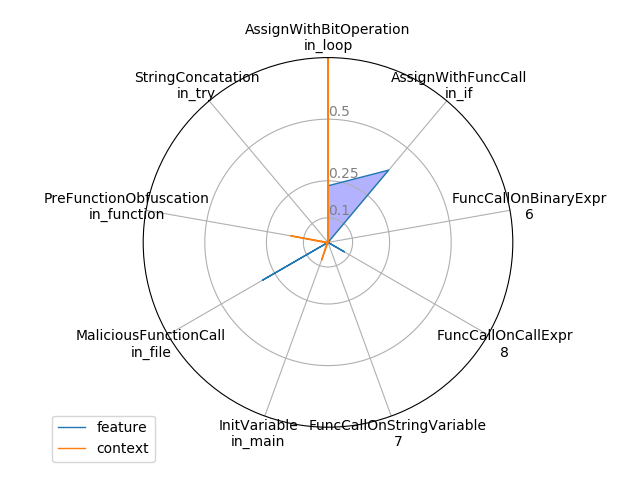 AssignWithBitOperation
in_loop
StringConcatation
in_try
AssignWithFuncCall
in_if
0.5
0.25
0.1
PreFunctionObfuscation
in_function
FuncCallOnBinaryExpr
6
MaliciousFunctionCall
in_file
FuncCallOnCallExpr
8
InitVariable
in_main
FuncCallOnStringVariable
7
feature
context